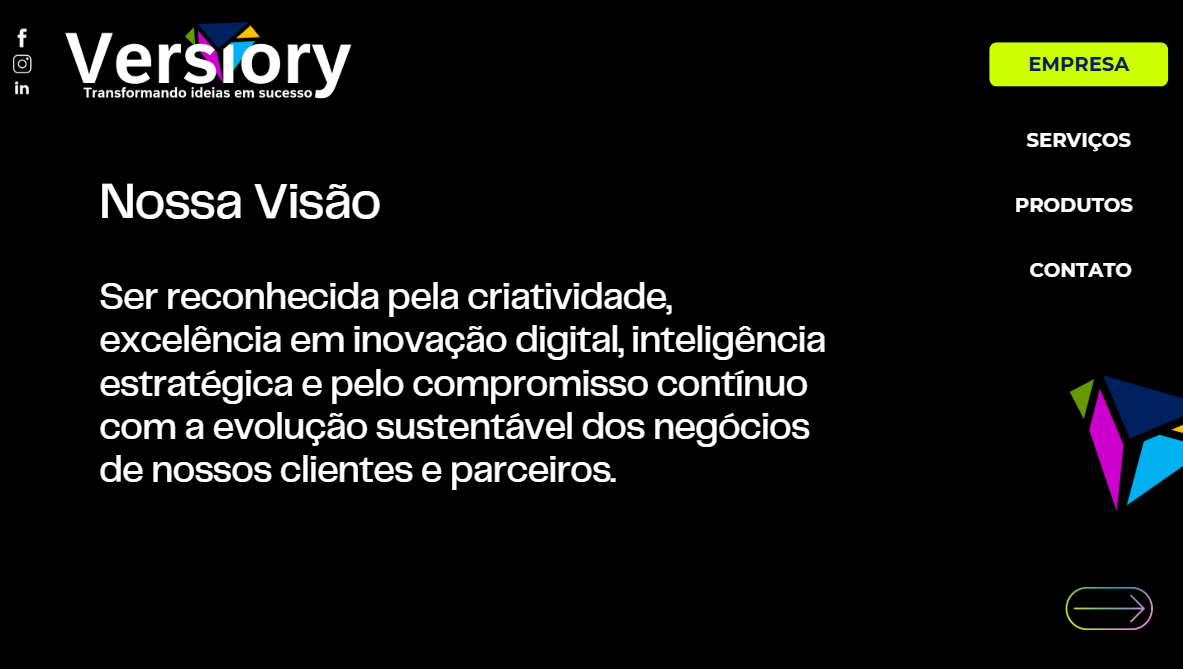 Versiory
Transformando ideias em sucesso
EMPRESA
SERVIÇOS
PRODUTOS
CONTATO
Nossa Visão
Ser reconhecida pela criatividade,
excelência em inovação digital, inteligência
estratégica e pelo compromisso contínuo
com a evolução sustentável dos negócios
de nossos clientes e parceiros.